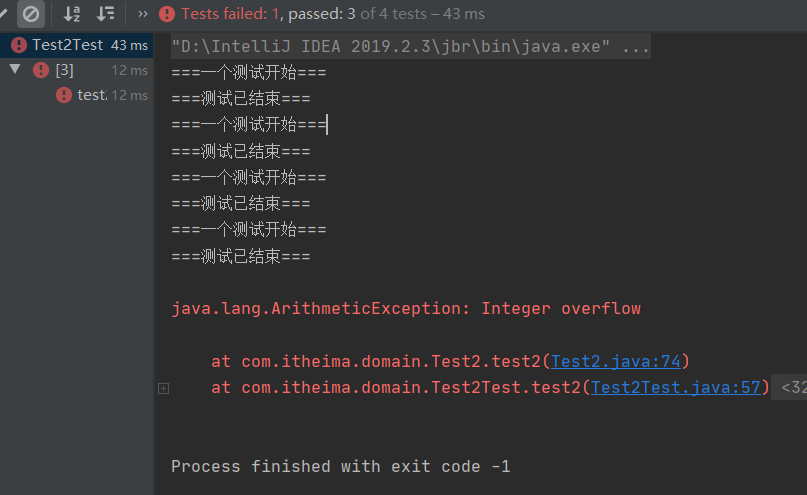 Tests failed: 1, passed: 3 of 4 tests – 43 ms
Test2Test 43 ms
[3] 12 ms
test2 12 ms
"D:\IntelliJ IDEA 2019.2.3\jbr\bin\java.exe" ...
===一个测试开始===
===测试已结束===
===一个测试开始===
===测试已结束===
===一个测试开始===
===测试已结束===
===一个测试开始===
===测试已结束===
java.lang.ArithmeticException: Integer overflow
at com.itheima.domain.Test2.test2(Test2.java:74)
at com.itheima.domain.Test2Test.test2(Test2Test.java:57) <32
Process finished with exit code -1